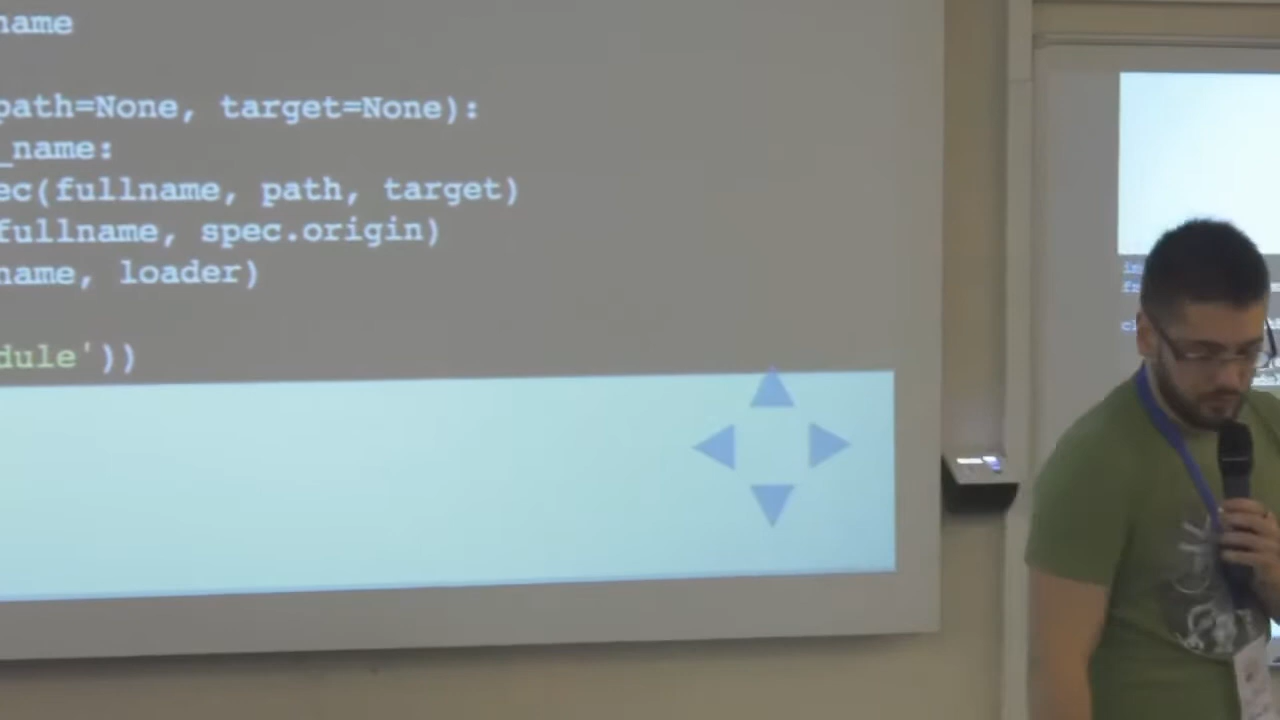 name
path=None, target=None):
_name:
ec(fullname, path, target)
fullname, spec.origin)
name, loader)
dule'))